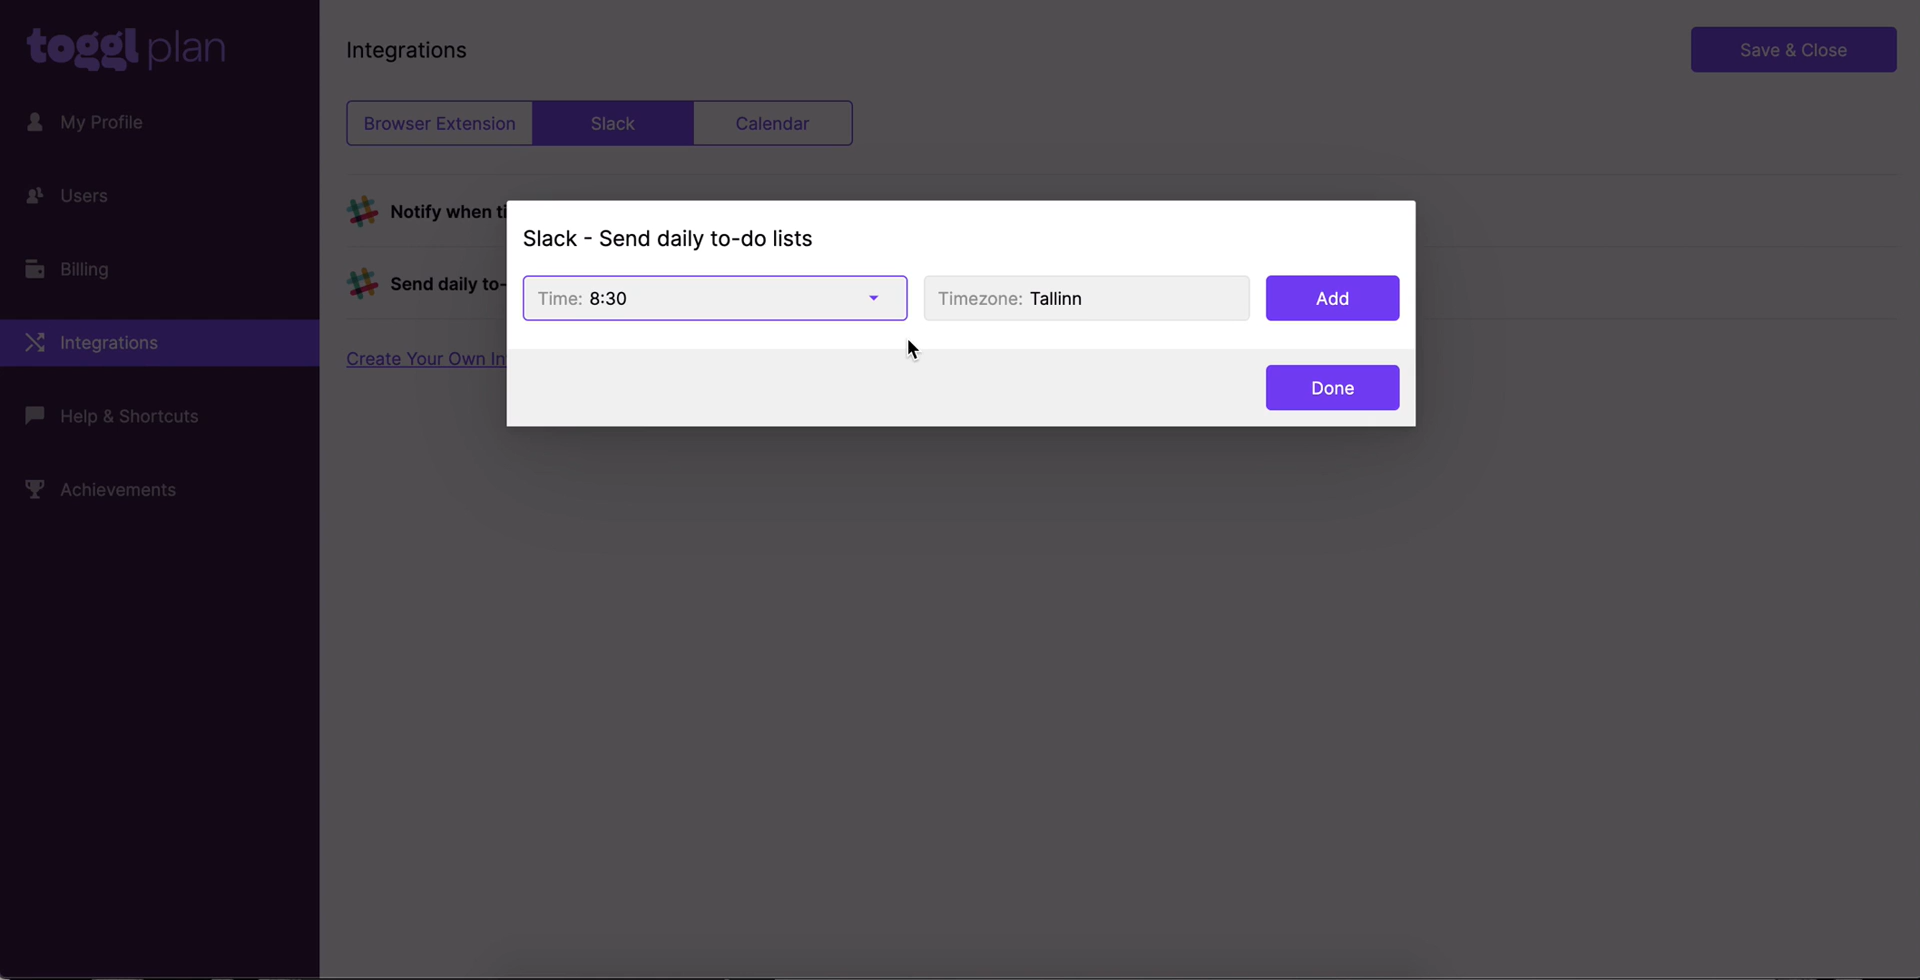 toggl plan
My Profile
Users
Billing
Integrations
Help & Shortcuts
Achievements
Integrations
Save & Close
Browser Extension
Slack
Calendar
Notify when
Send daily to-
Create Your Own
Slack - Send daily to-do lists
Time: 8:30
Timezone: Tallinn
Add
Done